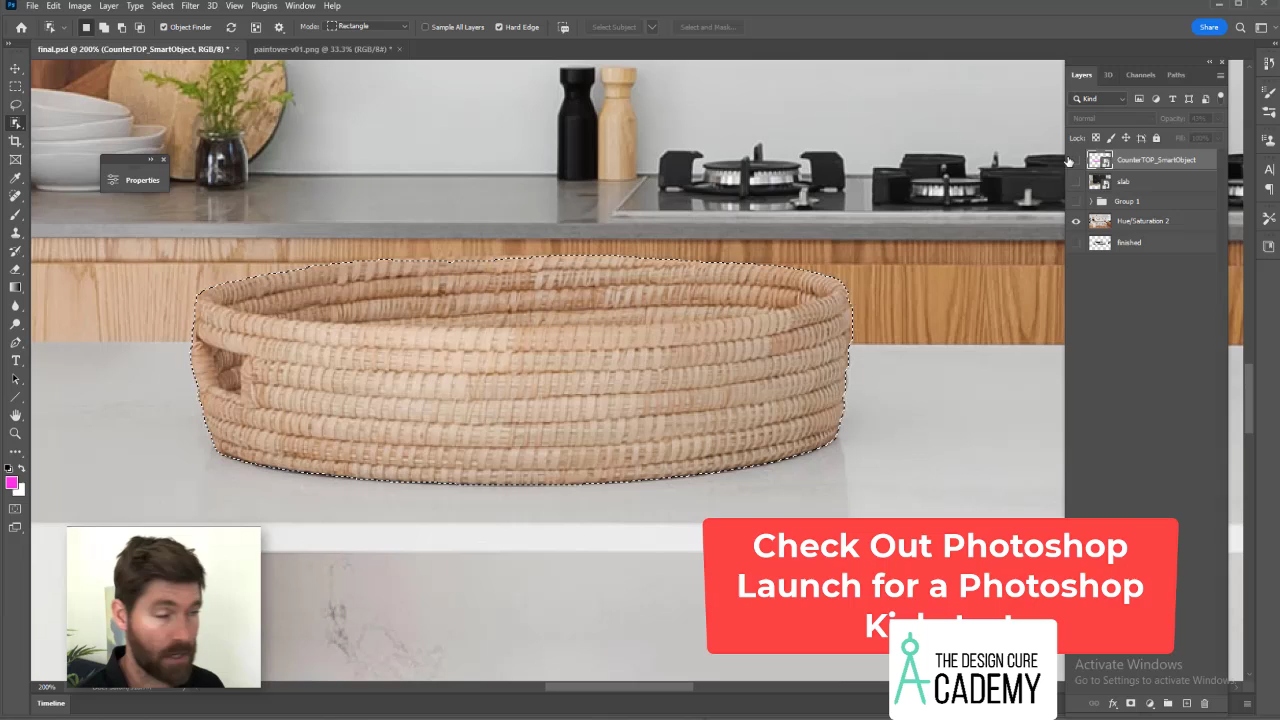 File Edit Image Layer Type Select Filter 3D View Plugins Window Help
Object Finder Mode: Rectangle Sample All Layers Hard Edge Select Subject Select and Mask... Share
final.psd @ 200% (CounterTOP_SmartObject, RGB/8) * × paintover-v01.png @ 33.3% (RGB/8#) * ×
Layers 3D Channels Paths
Kind
Normal Opacity: 47%
Lock: Fill: 100%
CounterTOP_SmartObject
slab
Group 1
Hue/Saturation 2
finished
Properties
Check Out Photoshop
Launch for a Photoshop
THE DESIGN CURE
CADEMY
Activate Windows
Go to Settings to activate Windows.
200%
Timeline